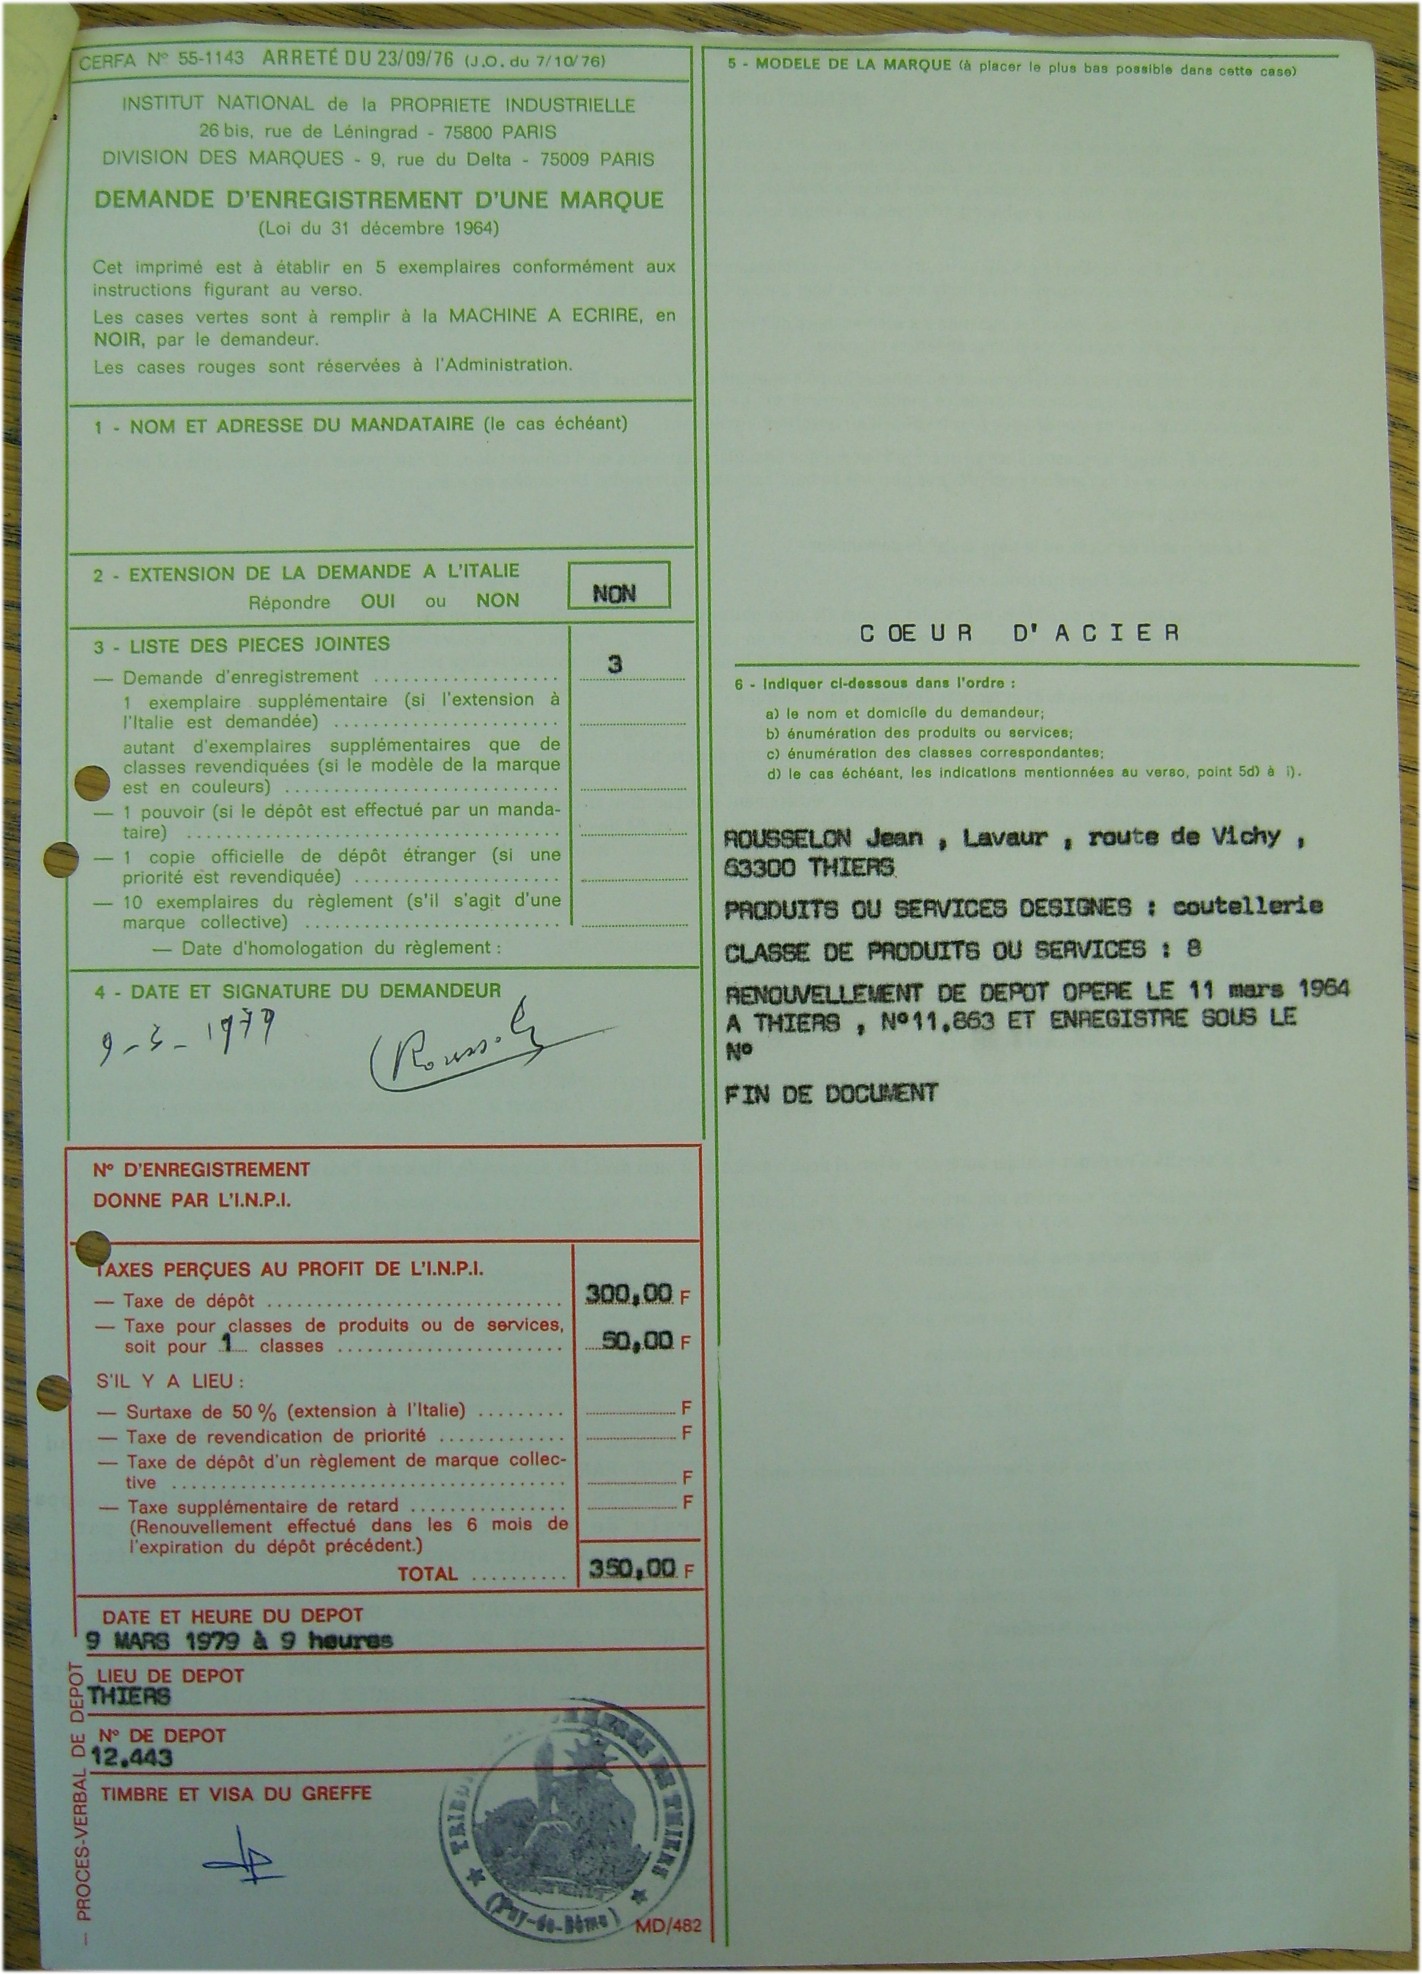 CERFA N° 55-1143 ARRETÉ DU 23/09/76 (J.O. du 7/10/76)
INSTITUT NATIONAL de la PROPRIETE INDUSTRIELLE
26 bis, rue de Léningrad - 75800 PARIS
DIVISION DES MARQUES - 9, rue du Delta - 75009 PARIS
DEMANDE D'ENREGISTREMENT D'UNE MARQUE
(Loi du 31 décembre 1964)
Cet imprimé est à établir en 5 exemplaires conformément aux
instructions figurant au verso.
Les cases vertes sont à remplir à la MACHINE A ECRIRE, en
NOIR, par le demandeur.
Les cases rouges sont réservées à l'Administration.
1 - NOM ET ADRESSE DU MANDATAIRE (le cas échéant)
2 - EXTENSION DE LA DEMANDE A L'ITALIE
Répondre OUI ou NON NON
3 - LISTE DES PIECES JOINTES
— Demande d'enregistrement ................... 3
1 exemplaire supplémentaire (si l'extension à
l'Italie est demandée) .......................
autant d'exemplaires supplémentaires que de
classes revendiquées (si le modèle de la marque
est en couleurs) ............................
— 1 pouvoir (si le dépôt est effectué par un manda-
taire) ......................................
— 1 copie officielle de dépôt étranger (si une
priorité est revendiquée) .....................
— 10 exemplaires du règlement (s'il s'agit d'une
marque collective) ..........................
— Date d'homologation du règlement :
4 - DATE ET SIGNATURE DU DEMANDEUR
9-3-1979
N° D'ENREGISTREMENT
DONNE PAR L'I.N.P.I.
TAXES PERÇUES AU PROFIT DE L'I.N.P.I.
— Taxe de dépôt .............................. 300,00 F
— Taxe pour classes de produits ou de services,
soit pour 1 classes ....................... 50,00 F
S'IL Y A LIEU :
— Surtaxe de 50 % (extension à l'Italie) ......... F
— Taxe de revendication de priorité ............. F
— Taxe de dépôt d'un règlement de marque collec-
tive ....................................... F
— Taxe supplémentaire de retard ................ F
(Renouvellement effectué dans les 6 mois de
l'expiration du dépôt précédent.)
TOTAL .......... 350,00 F
DATE ET HEURE DU DEPOT
9 MARS 1979 à 9 heures
LIEU DE DEPOT
THIERS
N° DE DEPOT
12.443
TIMBRE ET VISA DU GREFFE
— PROCES-VERBAL DE DEPOT
DE THIERS
(Puy-de-Dôme)
MD/482
5 - MODELE DE LA MARQUE (à placer le plus bas possible dans cette case)
CŒUR D'ACIER
6 - Indiquer ci-dessous dans l'ordre :
a) le nom et domicile du demandeur;
b) énumération des produits ou services;
c) énumération des classes correspondantes;
d) le cas échéant, les indications mentionnées au verso, point 5d) à i).
ROUSSELON Jean , Lavaur , route de Vichy ,
63300 THIERS
PRODUITS OU SERVICES DESIGNES : coutellerie
CLASSE DE PRODUITS OU SERVICES : 8
RENOUVELLEMENT DE DEPOT OPERE LE 11 mars 1964
A THIERS , N°11.863 ET ENREGISTRE SOUS LE
N°
FIN DE DOCUMENT